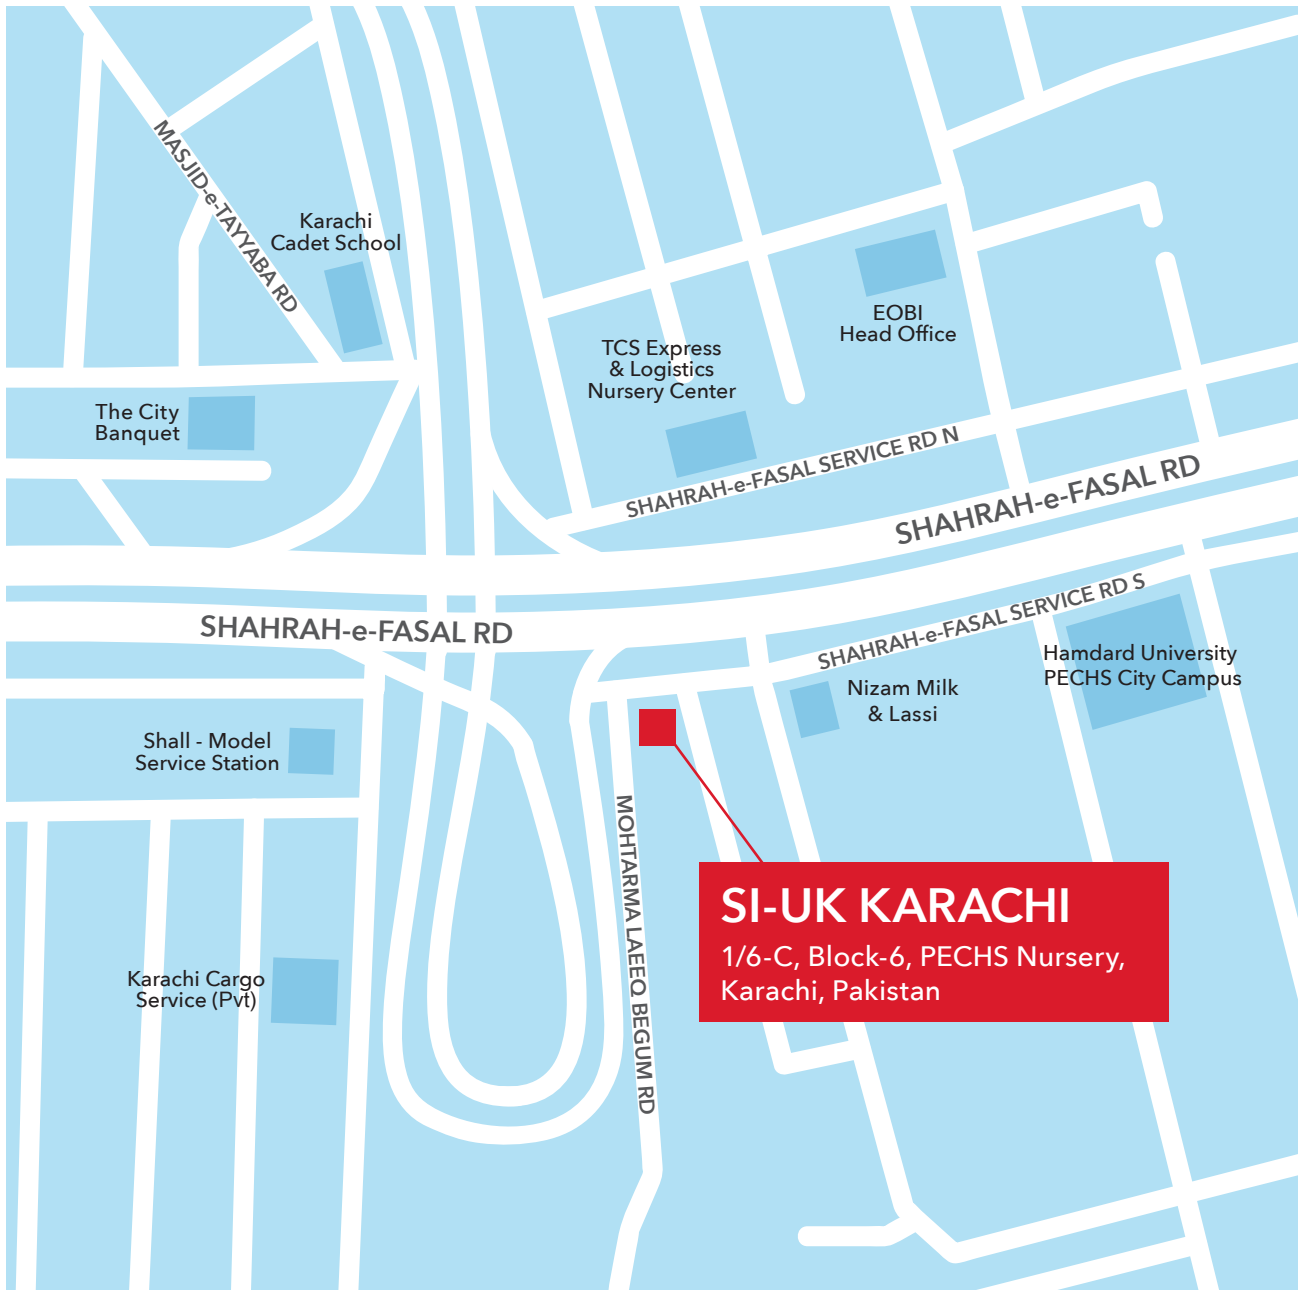 MASJID-e-TAYYABA RD
Karachi
Cadet School
EOBI
Head Office
TCS Express
& Logistics
Nursery Center
The City
Banquet
SHAHRAH-e-FASAL SERVICE RD N
SHAHRAH-e-FASAL RD
SHAHRAH-e-FASAL RD
SHAHRAH-e-FASAL SERVICE RD S
Hamdard University
PECHS City Campus
Nizam Milk
& Lassi
Shall - Model
Service Station
MOHTARMA LAEEQ BEGUM RD
SI-UK KARACHI
1/6-C, Block-6, PECHS Nursery,
Karachi, Pakistan
Karachi Cargo
Service (Pvt)